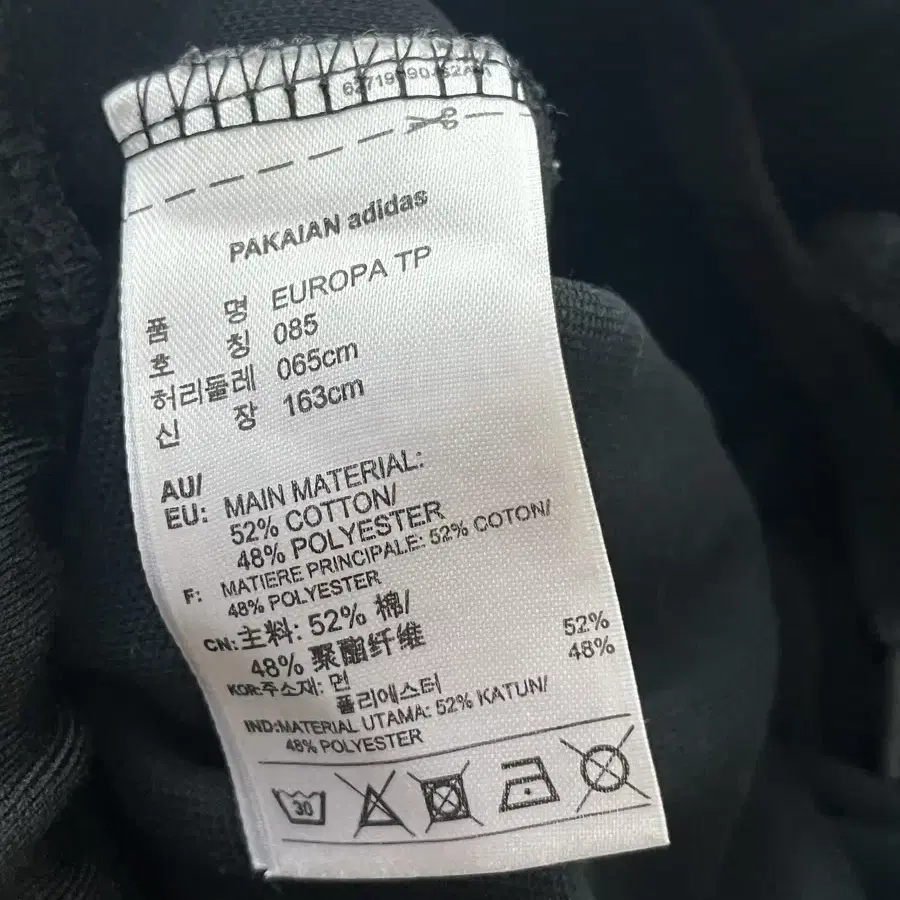 PAKAIAN adidas
품 명 EUROPA TP
호 칭 085
허리둘레 065cm
신 장 163cm
AU/
EU: MAIN MATERIAL:
52% COTTON/
48% POLYESTER
F: MATIERE PRINCIPALE: 52% COTON/
48% POLYESTER
CN:主料: 52% 棉/
48% 聚酯纤维
KOR:주소재: 면 52%
폴리에스터 48%
IND:MATERIAL UTAMA: 52% KATUN/
48% POLYESTER
30